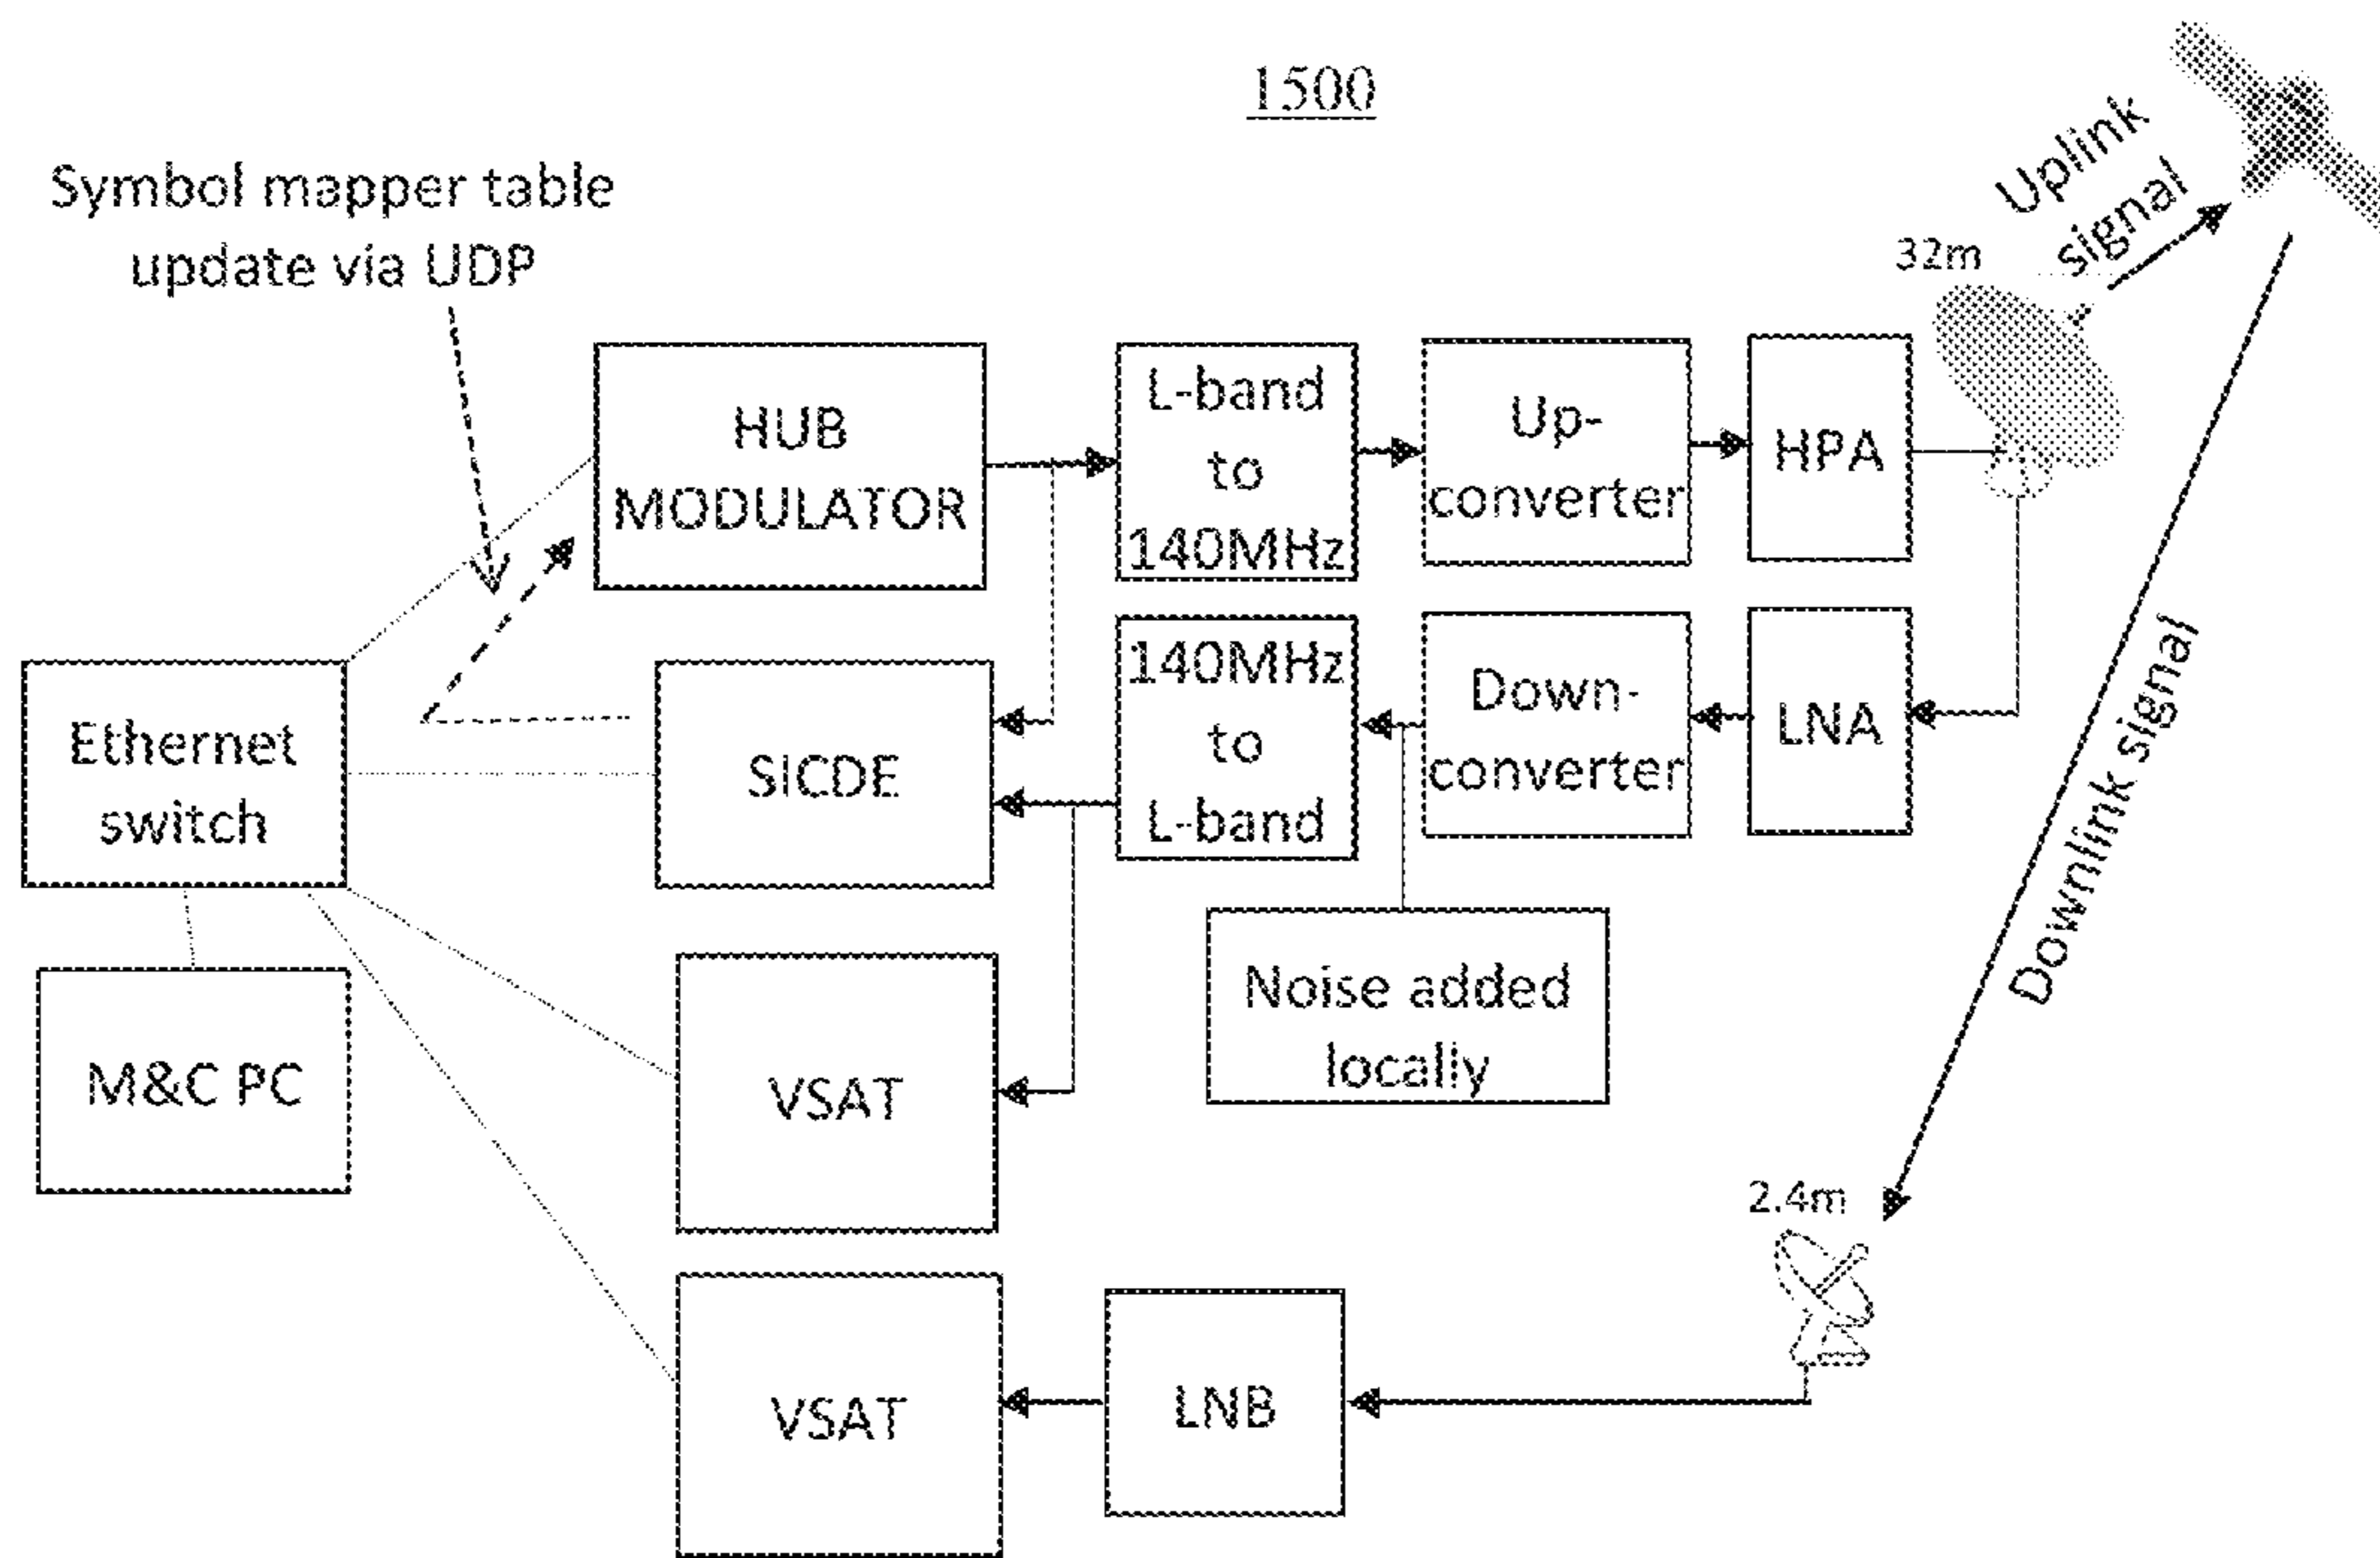 1500
Symbol mapper table
update via UDP
Uplink
signal
32m
HUB
MODULATOR
L-band
to
140MHz
Up-
converter
HPA
Ethernet
switch
SICDE
140MHz
to
L-band
Down-
converter
LNA
Downlink signal
M&C PC
VSAT
Noise added
locally
2.4m
VSAT
LNB